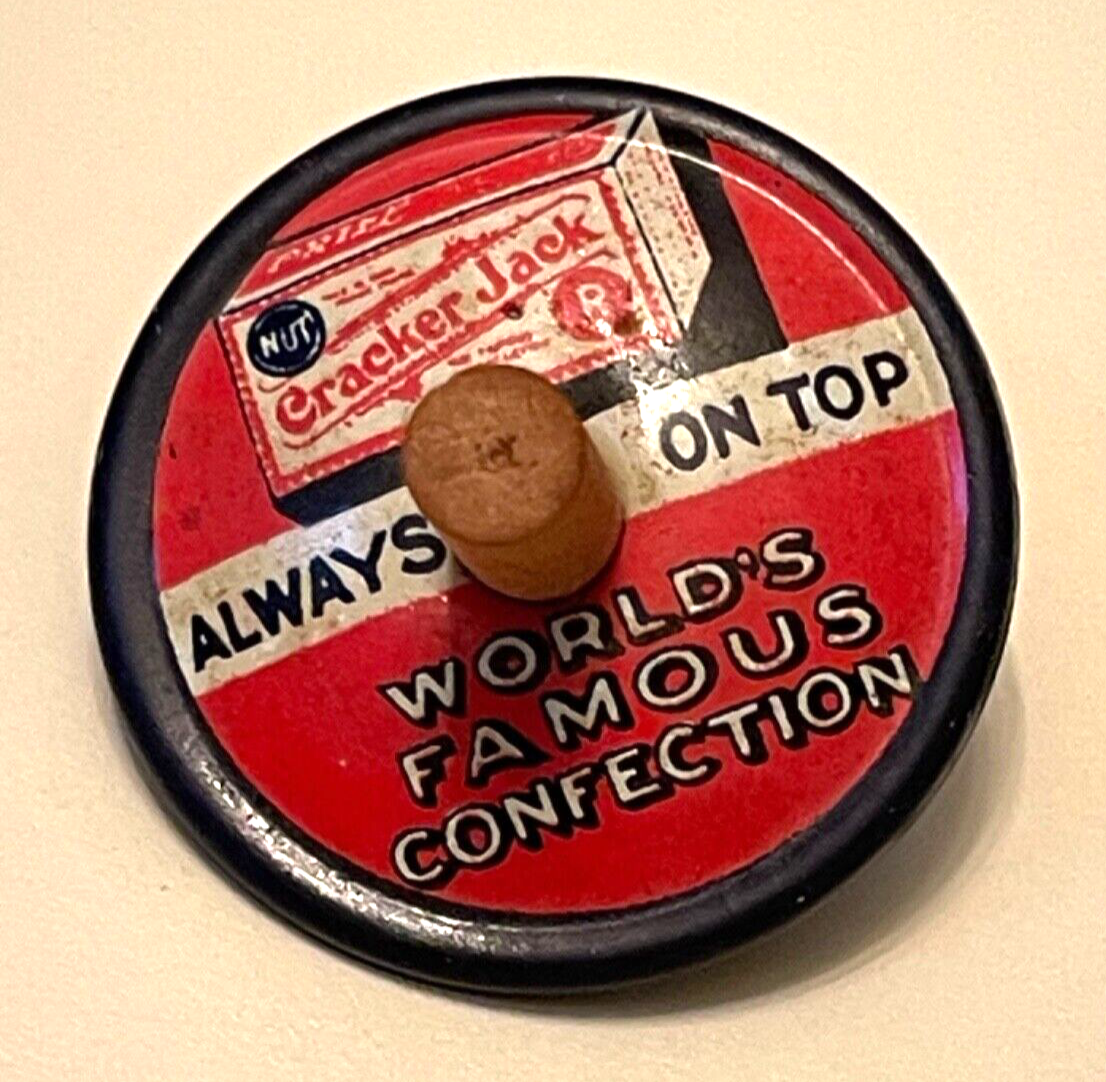 NUT
Cracker Jack
R
ALWAYS ON TOP
WORLD'S
FAMOUS
CONFECTION